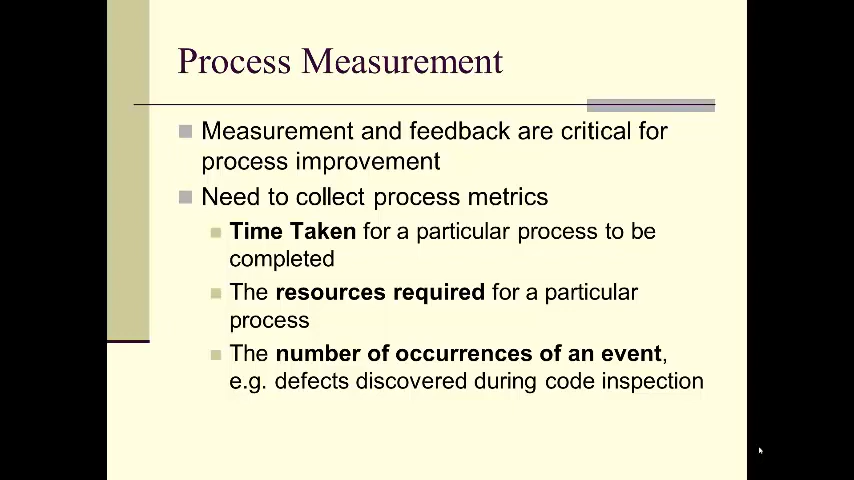 Process Measurement
Measurement and feedback are critical for
process improvement
Need to collect process metrics
Time Taken for a particular process to be
completed
The resources required for a particular
process
The number of occurrences of an event,
e.g. defects discovered during code inspection